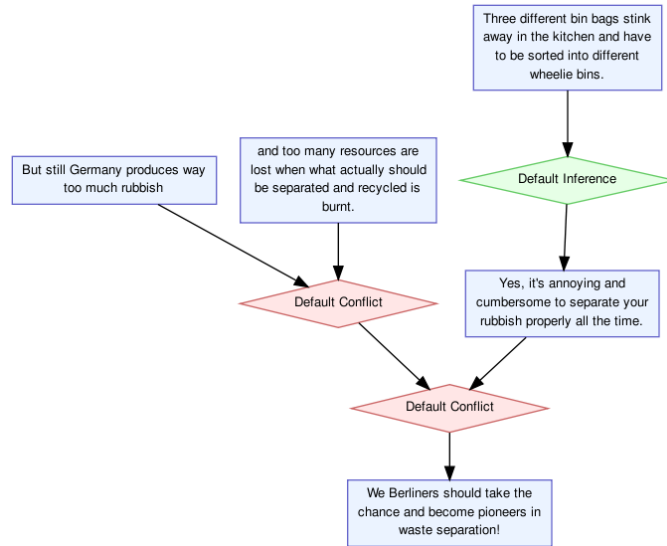 Three different bin bags stink
away in the kitchen and have
to be sorted into different
wheelie bins.
But still Germany produces way
too much rubbish
and too many resources are
lost when what actually should
be separated and recycled is
burnt.
Default Inference
Default Conflict
Yes, it's annoying and
cumbersome to separate your
rubbish properly all the time.
Default Conflict
We Berliners should take the
chance and become pioneers in
waste separation!